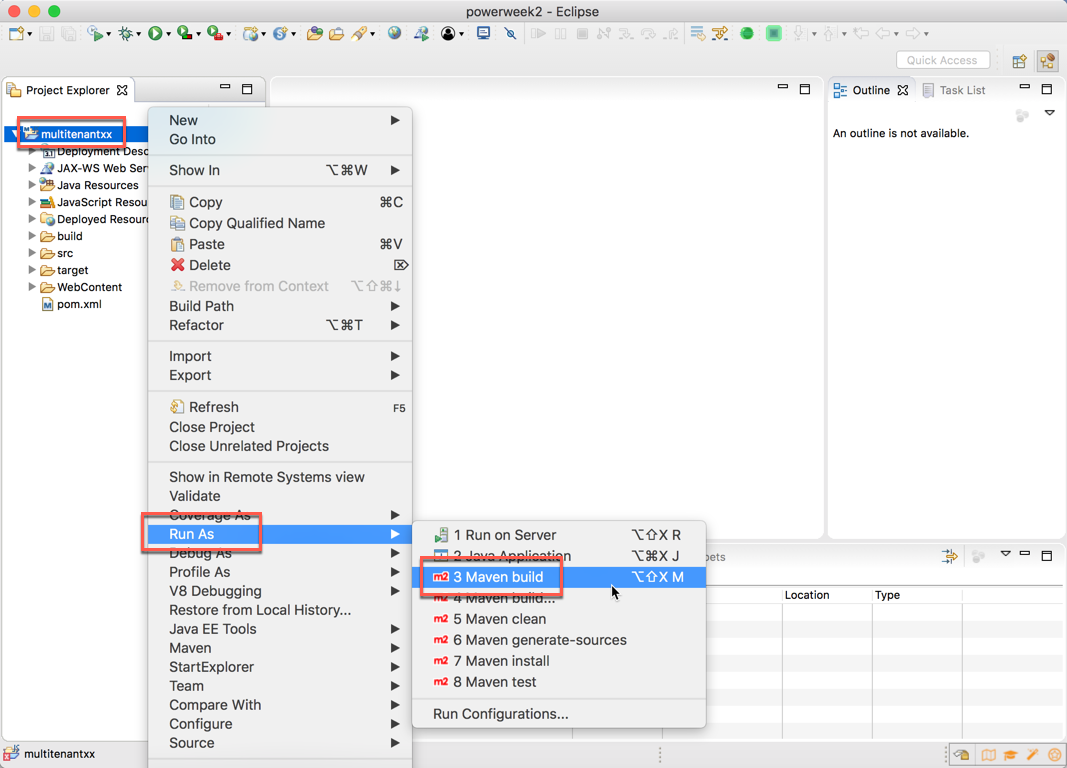 powerweek2 - Eclipse
Quick Access
Project Explorer
Outline
Task List
An outline is not available.
multitenantxx
Deployment Desc
JAX-WS Web Ser
Java Resources
JavaScript Resou
Deployed Resour
build
src
target
WebContent
pom.xml
New
Go Into
Show In ⌥⌘W
Copy ⌘C
Copy Qualified Name
Paste ⌘V
Delete ⌦
Remove from Context ⌥⇧⌘↓
Build Path
Refactor ⌥⌘T
Import
Export
Refresh F5
Close Project
Close Unrelated Projects
Show in Remote Systems view
Validate
Coverage As
Run As
Debug As
Profile As
V8 Debugging
Restore from Local History...
Java EE Tools
Maven
StartExplorer
Team
Compare With
Configure
Source
1 Run on Server ⌥⇧X R
2 Java Application ⌥⌘X J
m2 3 Maven build ⌥⇧X M
m2 4 Maven build...
m2 5 Maven clean
m2 6 Maven generate-sources
m2 7 Maven install
m2 8 Maven test
Run Configurations...
pets
Location
Type
multitenantxx